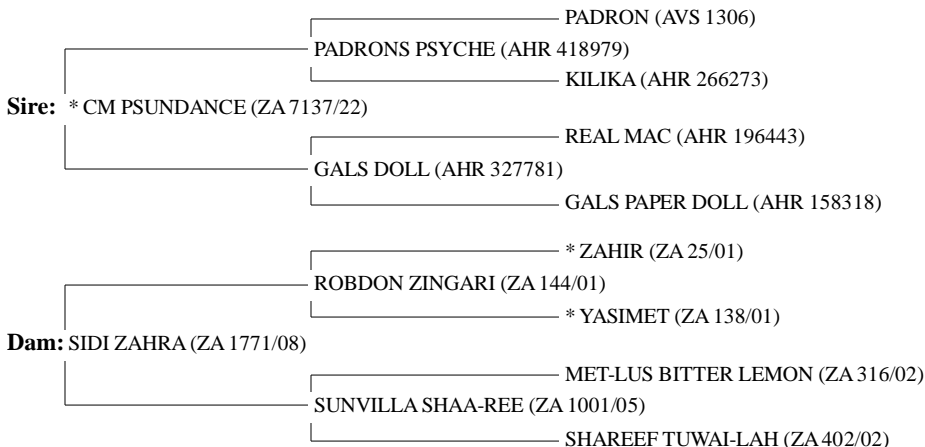 PADRON (AVS 1306)
PADRONS PSYCHE (AHR 418979)
KILIKA (AHR 266273)
Sire: * CM PSUNDANCE (ZA 7137/22)
REAL MAC (AHR 196443)
GALS DOLL (AHR 327781)
GALS PAPER DOLL (AHR 158318)
* ZAHIR (ZA 25/01)
ROBDON ZINGARI (ZA 144/01)
* YASIMET (ZA 138/01)
Dam: SIDI ZAHRA (ZA 1771/08)
MET-LUS BITTER LEMON (ZA 316/02)
SUNVILLA SHAA-REE (ZA 1001/05)
SHAREEF TUWAI-LAH (ZA 402/02)